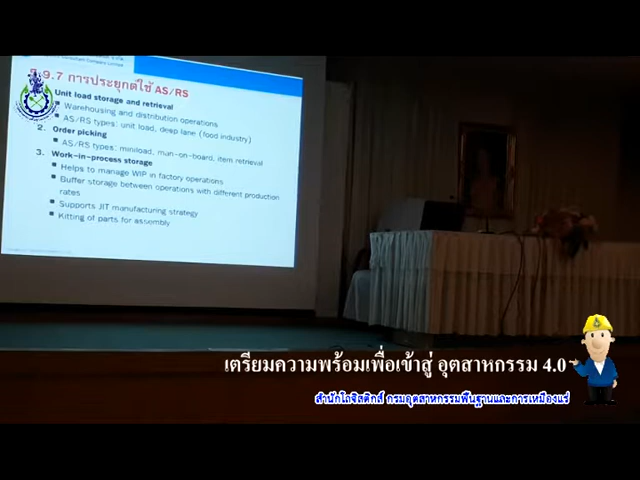 Consultant Company Limited
.9.7 การประยุกต์ใช้ AS/RS
Unit load storage and retrieval
Warehousing and distribution operations
AS/RS types: unit load, deep lane (food industry)
2. Order picking
AS/RS types: miniload, man-on-board, item retrieval
3. Work-in-process storage
Helps to manage WIP in factory operations
Buffer storage between operations with different production
rates
Supports JIT manufacturing strategy
Kitting of parts for assembly
เตรียมความพร้อมเพื่อเข้าสู่ อุตสาหกรรม 4.0
สำนักโลจิสติกส์ กรมอุตสาหกรรมพื้นฐานและการเหมืองแร่